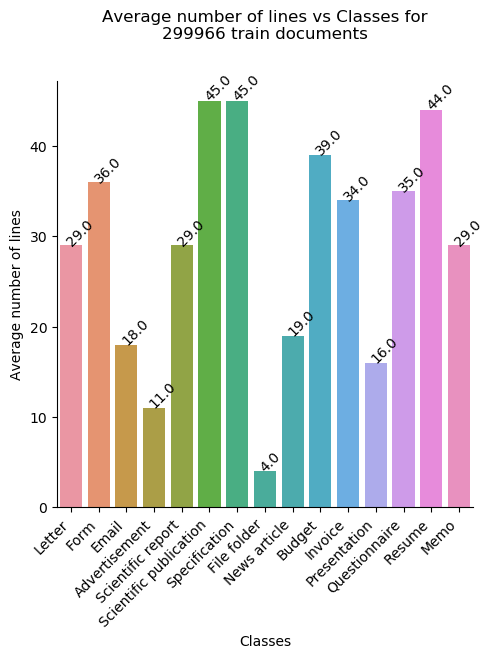 Average number of lines vs Classes for
299966 train documents
Average number of lines
40
30
20
10
0
29.0
36.0
18.0
11.0
29.0
45.0
45.0
4.0
19.0
39.0
34.0
16.0
35.0
44.0
29.0
Letter
Form
Email
Advertisement
Scientific report
Scientific publication
Specification
File folder
News article
Budget
Invoice
Presentation
Questionnaire
Resume
Memo
Classes